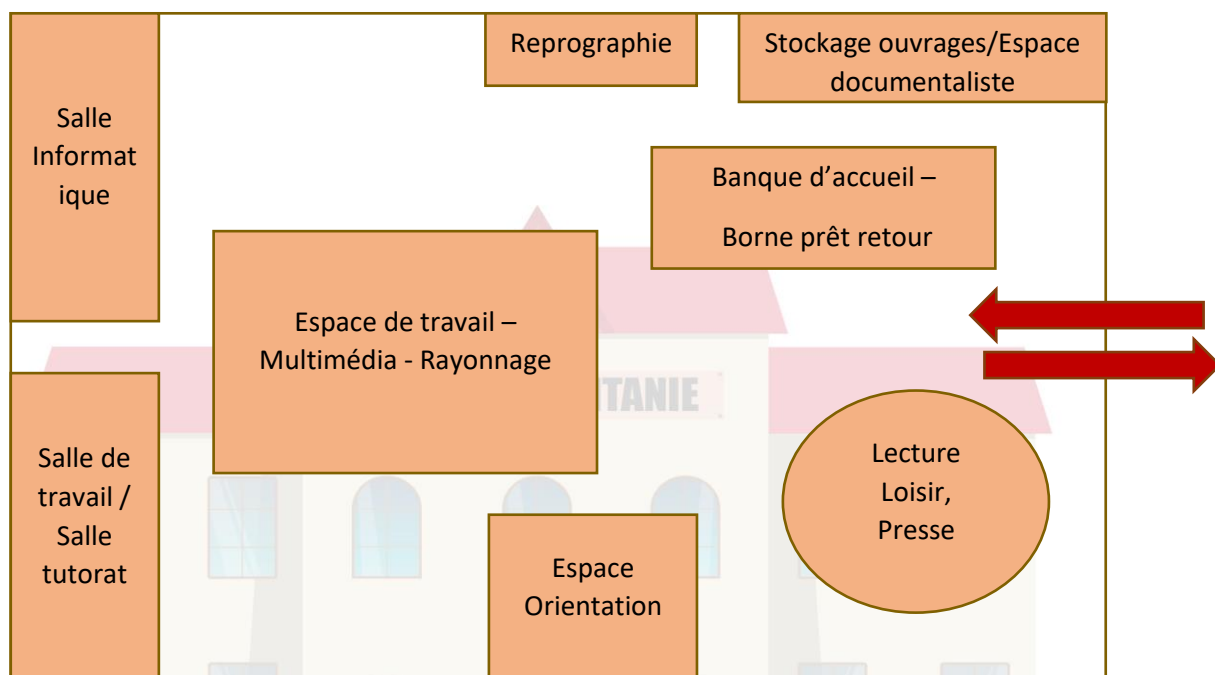 Reprographie
Stockage ouvrages/Espace
documentaliste
Salle
Informat
ique
Banque d’accueil –
Borne prêt retour
Espace de travail –
Multimédia - Rayonnage
TANIE
Salle de
travail /
Salle
tutorat
Lecture
Loisir,
Presse
Espace
Orientation